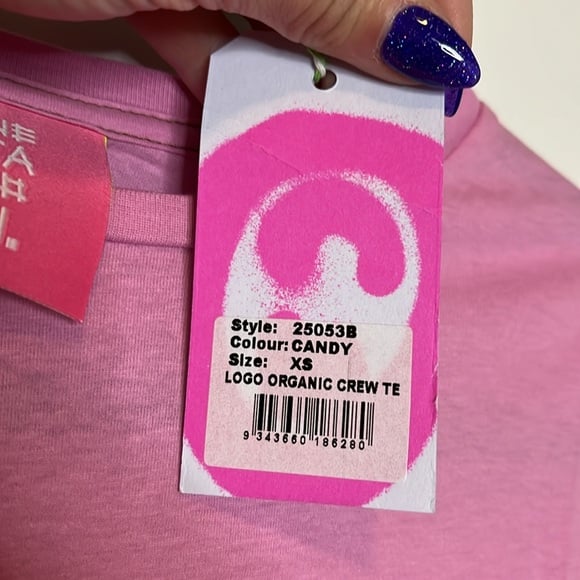 Style: 25053B
Colour: CANDY
Size: XS
LOGO ORGANIC CREW TE
9 343660 186280